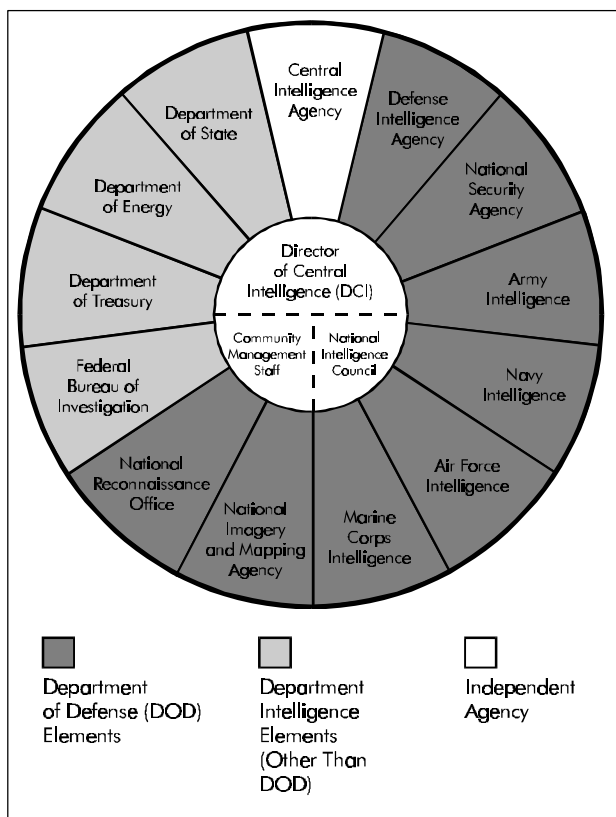 Central
Intelligence
Agency
Defense
Intelligence
Agency
National
Security
Agency
Army
Intelligence
Navy
Intelligence
Air Force
Intelligence
Marine
Corps
Intelligence
National
Imagery
and Mapping
Agency
National
Reconnaissance
Office
Federal
Bureau of
Investigation
Department
of Treasury
Department
of Energy
Department
of State
Director
of Central
Intelligence (DCI)
Community
Management
Staff
National
Intelligence
Council
Department
of Defense (DOD)
Elements
Department
Intelligence
Elements
(Other Than
DOD)
Independent
Agency